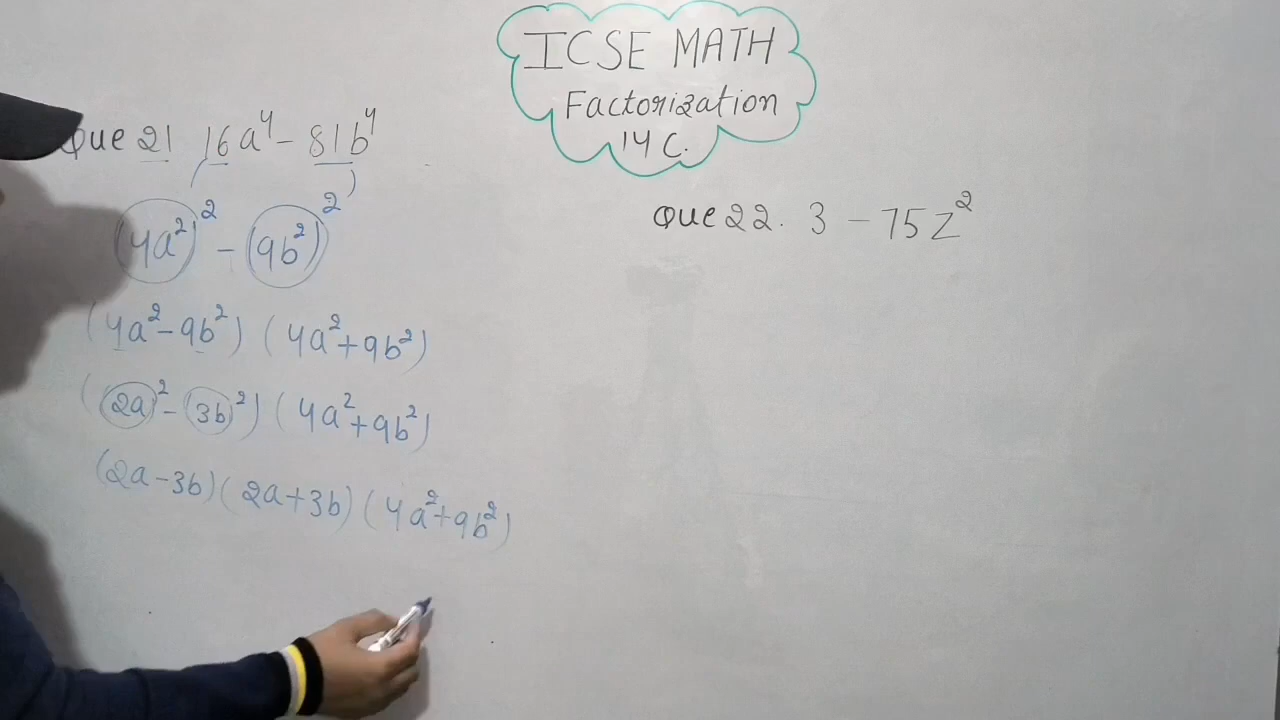 ICSE MATH
Factorization
14 C.
Que 21 16a⁴ - 81b⁴
(4a²)² - (9b²)²
(4a² - 9b²) (4a² + 9b²)
((2a)² - (3b)²) (4a² + 9b²)
(2a - 3b) (2a + 3b) (4a² + 9b²)
Que 22. 3 - 75z²